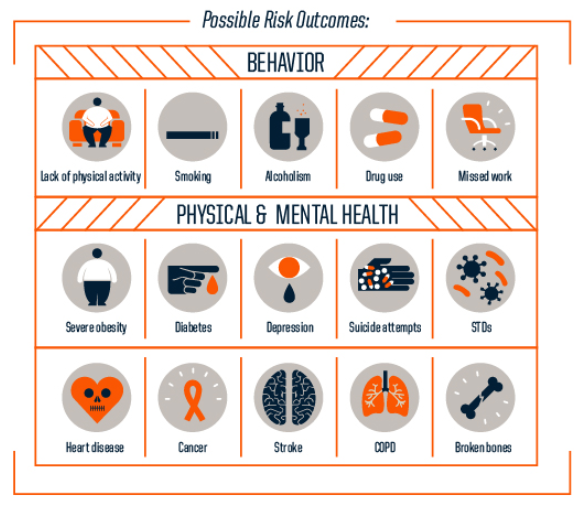 Possible Risk Outcomes:
BEHAVIOR
Lack of physical activity
Smoking
Alcoholism
Drug use
Missed work
PHYSICAL & MENTAL HEALTH
Severe obesity
Diabetes
Depression
Suicide attempts
STDs
Heart disease
Cancer
Stroke
COPD
Broken bones